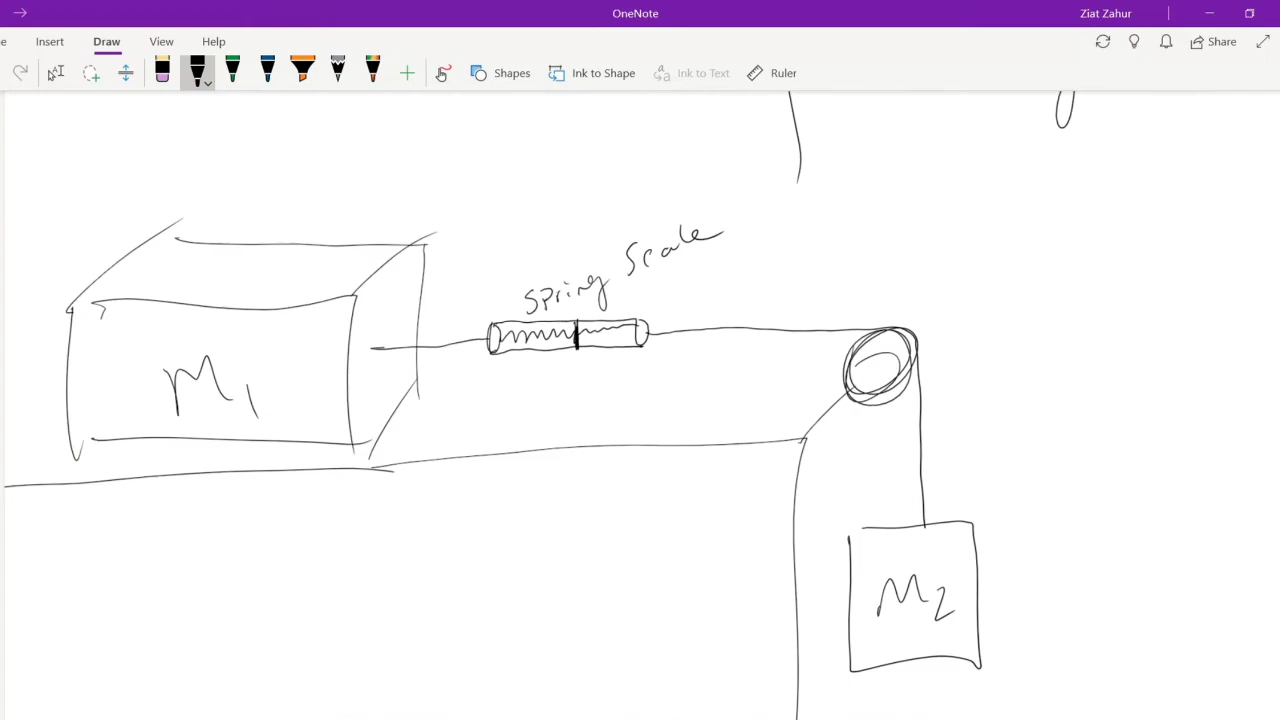 OneNote
Ziat Zahur
Insert
Draw
View
Help
Share
Shapes
Ink to Shape
Ink to Text
Ruler
Spring Scale
M1
M2